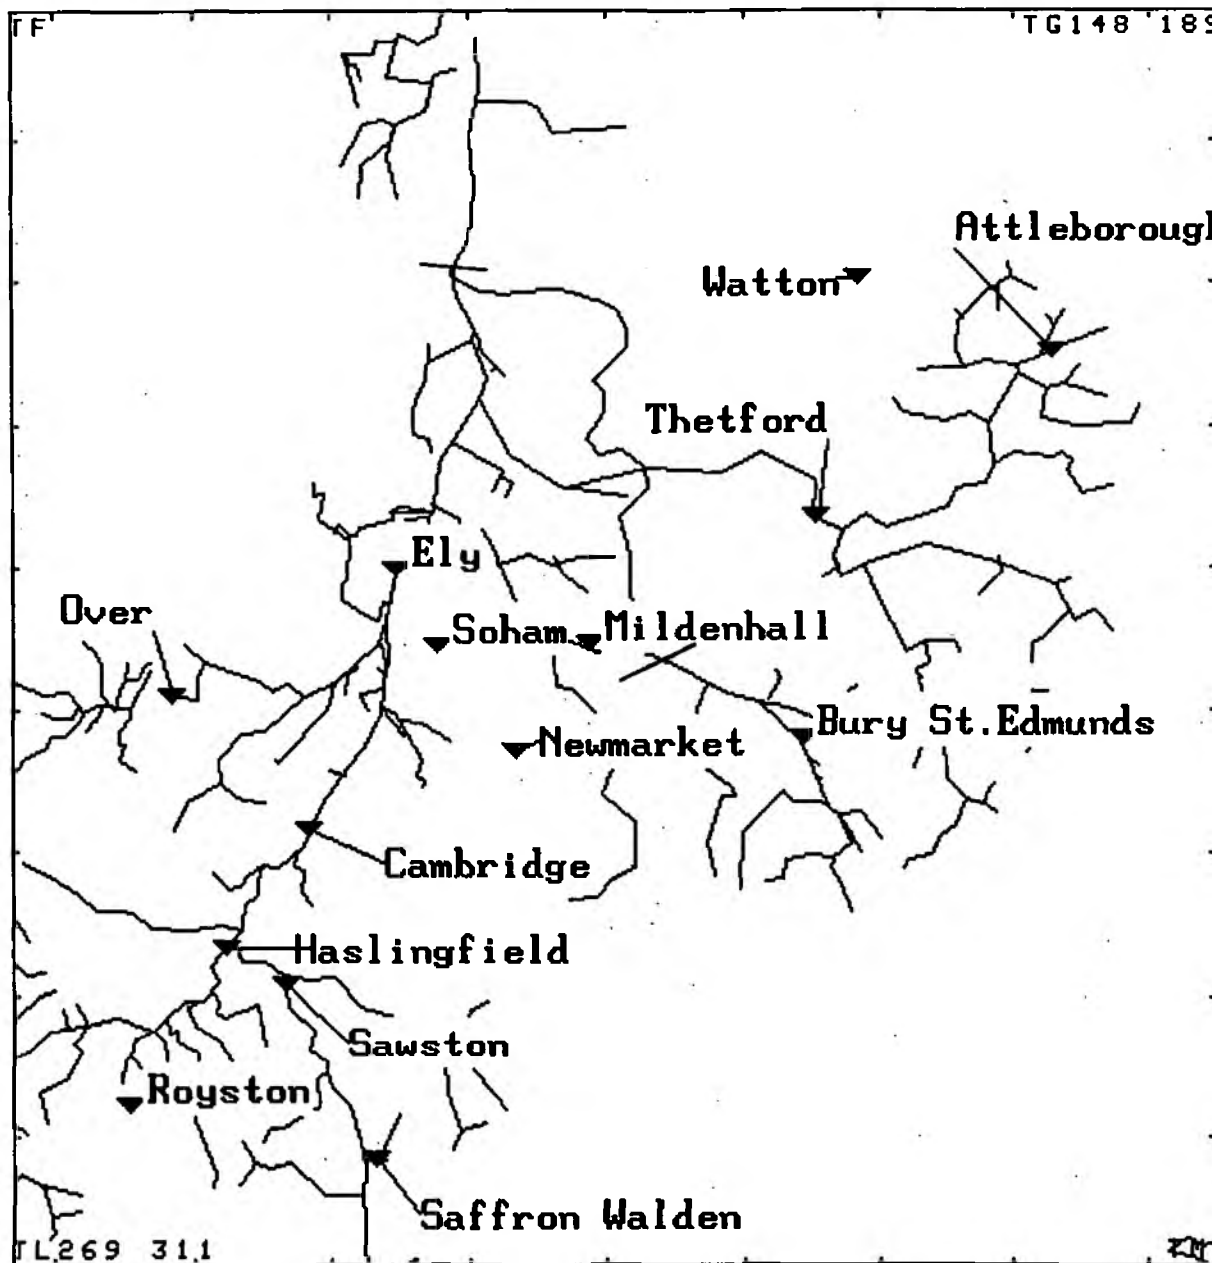 TF
TG148 189
Attleborough
Watton
Thetford
Ely
Over
Soham
Mildenhall
Bury St.Edmunds
Newmarket
Cambridge
Haslingfield
Sawston
Royston
Saffron Walden
TL269 311